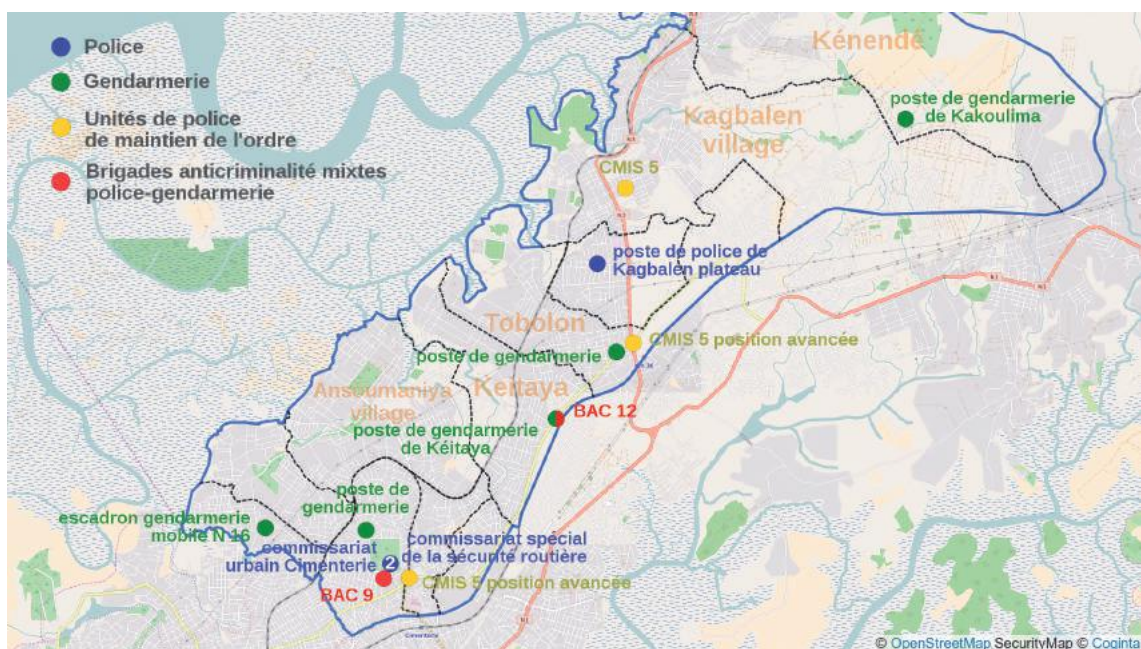 Police
Gendarmerie
Unités de police
de maintien de l'ordre
Brigades anticriminalité mixtes
police-gendarmerie
Kénendé
poste de gendarmerie
de Kakoulima
Kagbalen
village
CMIS 5
poste de police de
Kagbalen plateau
Tobolon
CMIS 5 position avancée
poste de gendarmerie
Keitaya
Ansoumaniya
village
BAC 12
poste de gendarmerie
de Kéitaya
poste de
gendarmerie
escadron gendarmerie
mobile N 16
commissariat spécial
de la sécurité routière
commissariat
urbain Cimenterie
2
CMIS 5 position avancée
BAC 9
N3
N1
© OpenStreetMap SecurityMap © Coginta